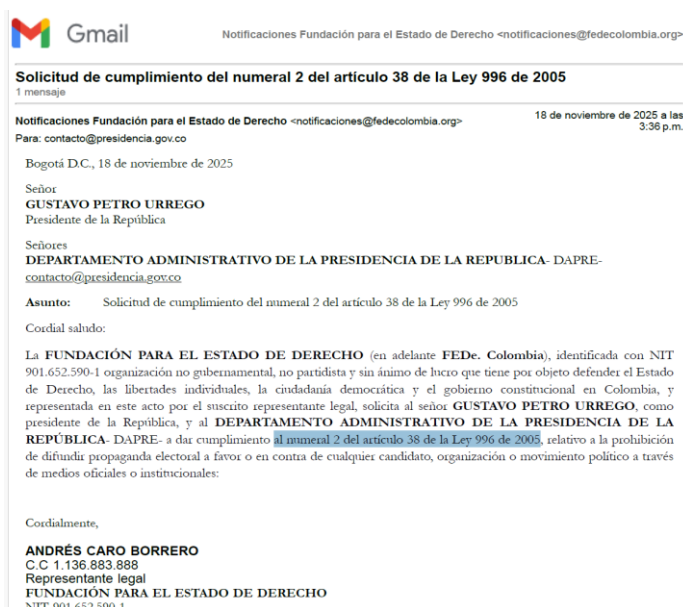 Gmail
Notificaciones Fundación para el Estado de Derecho <notificaciones@fedecolombia.org>
Solicitud de cumplimiento del numeral 2 del artículo 38 de la Ley 996 de 2005
1 mensaje
Notificaciones Fundación para el Estado de Derecho <notificaciones@fedecolombia.org>
18 de noviembre de 2025 a las
3:36 p.m.
Para: contacto@presidencia.gov.co
Bogotá D.C., 18 de noviembre de 2025
Señor
GUSTAVO PETRO URREGO
Presidente de la República
Señores
DEPARTAMENTO ADMINISTRATIVO DE LA PRESIDENCIA DE LA REPUBLICA- DAPRE-
contacto@presidencia.gov.co
Asunto: Solicitud de cumplimiento del numeral 2 del artículo 38 de la Ley 996 de 2005
Cordial saludo:
La FUNDACIÓN PARA EL ESTADO DE DERECHO (en adelante FEDe. Colombia), identificada con NIT
901.652.590-1 organización no gubernamental, no partidista y sin ánimo de lucro que tiene por objeto defender el Estado
de Derecho, las libertades individuales, la ciudadanía democrática y el gobierno constitucional en Colombia, y
representada en este acto por el suscrito representante legal, solicita al señor GUSTAVO PETRO URREGO, como
presidente de la República, y al DEPARTAMENTO ADMINISTRATIVO DE LA PRESIDENCIA DE LA
REPÚBLICA- DAPRE- a dar cumplimiento al numeral 2 del artículo 38 de la Ley 996 de 2005, relativo a la prohibición
de difundir propaganda electoral a favor o en contra de cualquier candidato, organización o movimiento político a través
de medios oficiales o institucionales:
Cordialmente,
ANDRÉS CARO BORRERO
C.C 1.136.883.888
Representante legal
FUNDACIÓN PARA EL ESTADO DE DERECHO
NIT 901.652.590-1